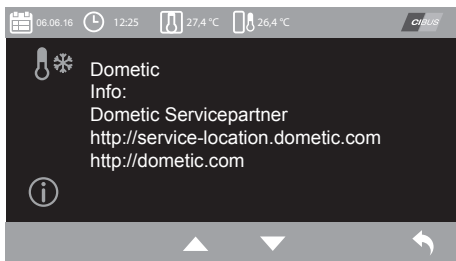 06.06.16 12:25 27,4 °C 26,4 °C CIBUS
Dometic
Info:
Dometic Servicepartner
http://service-location.dometic.com
http://dometic.com